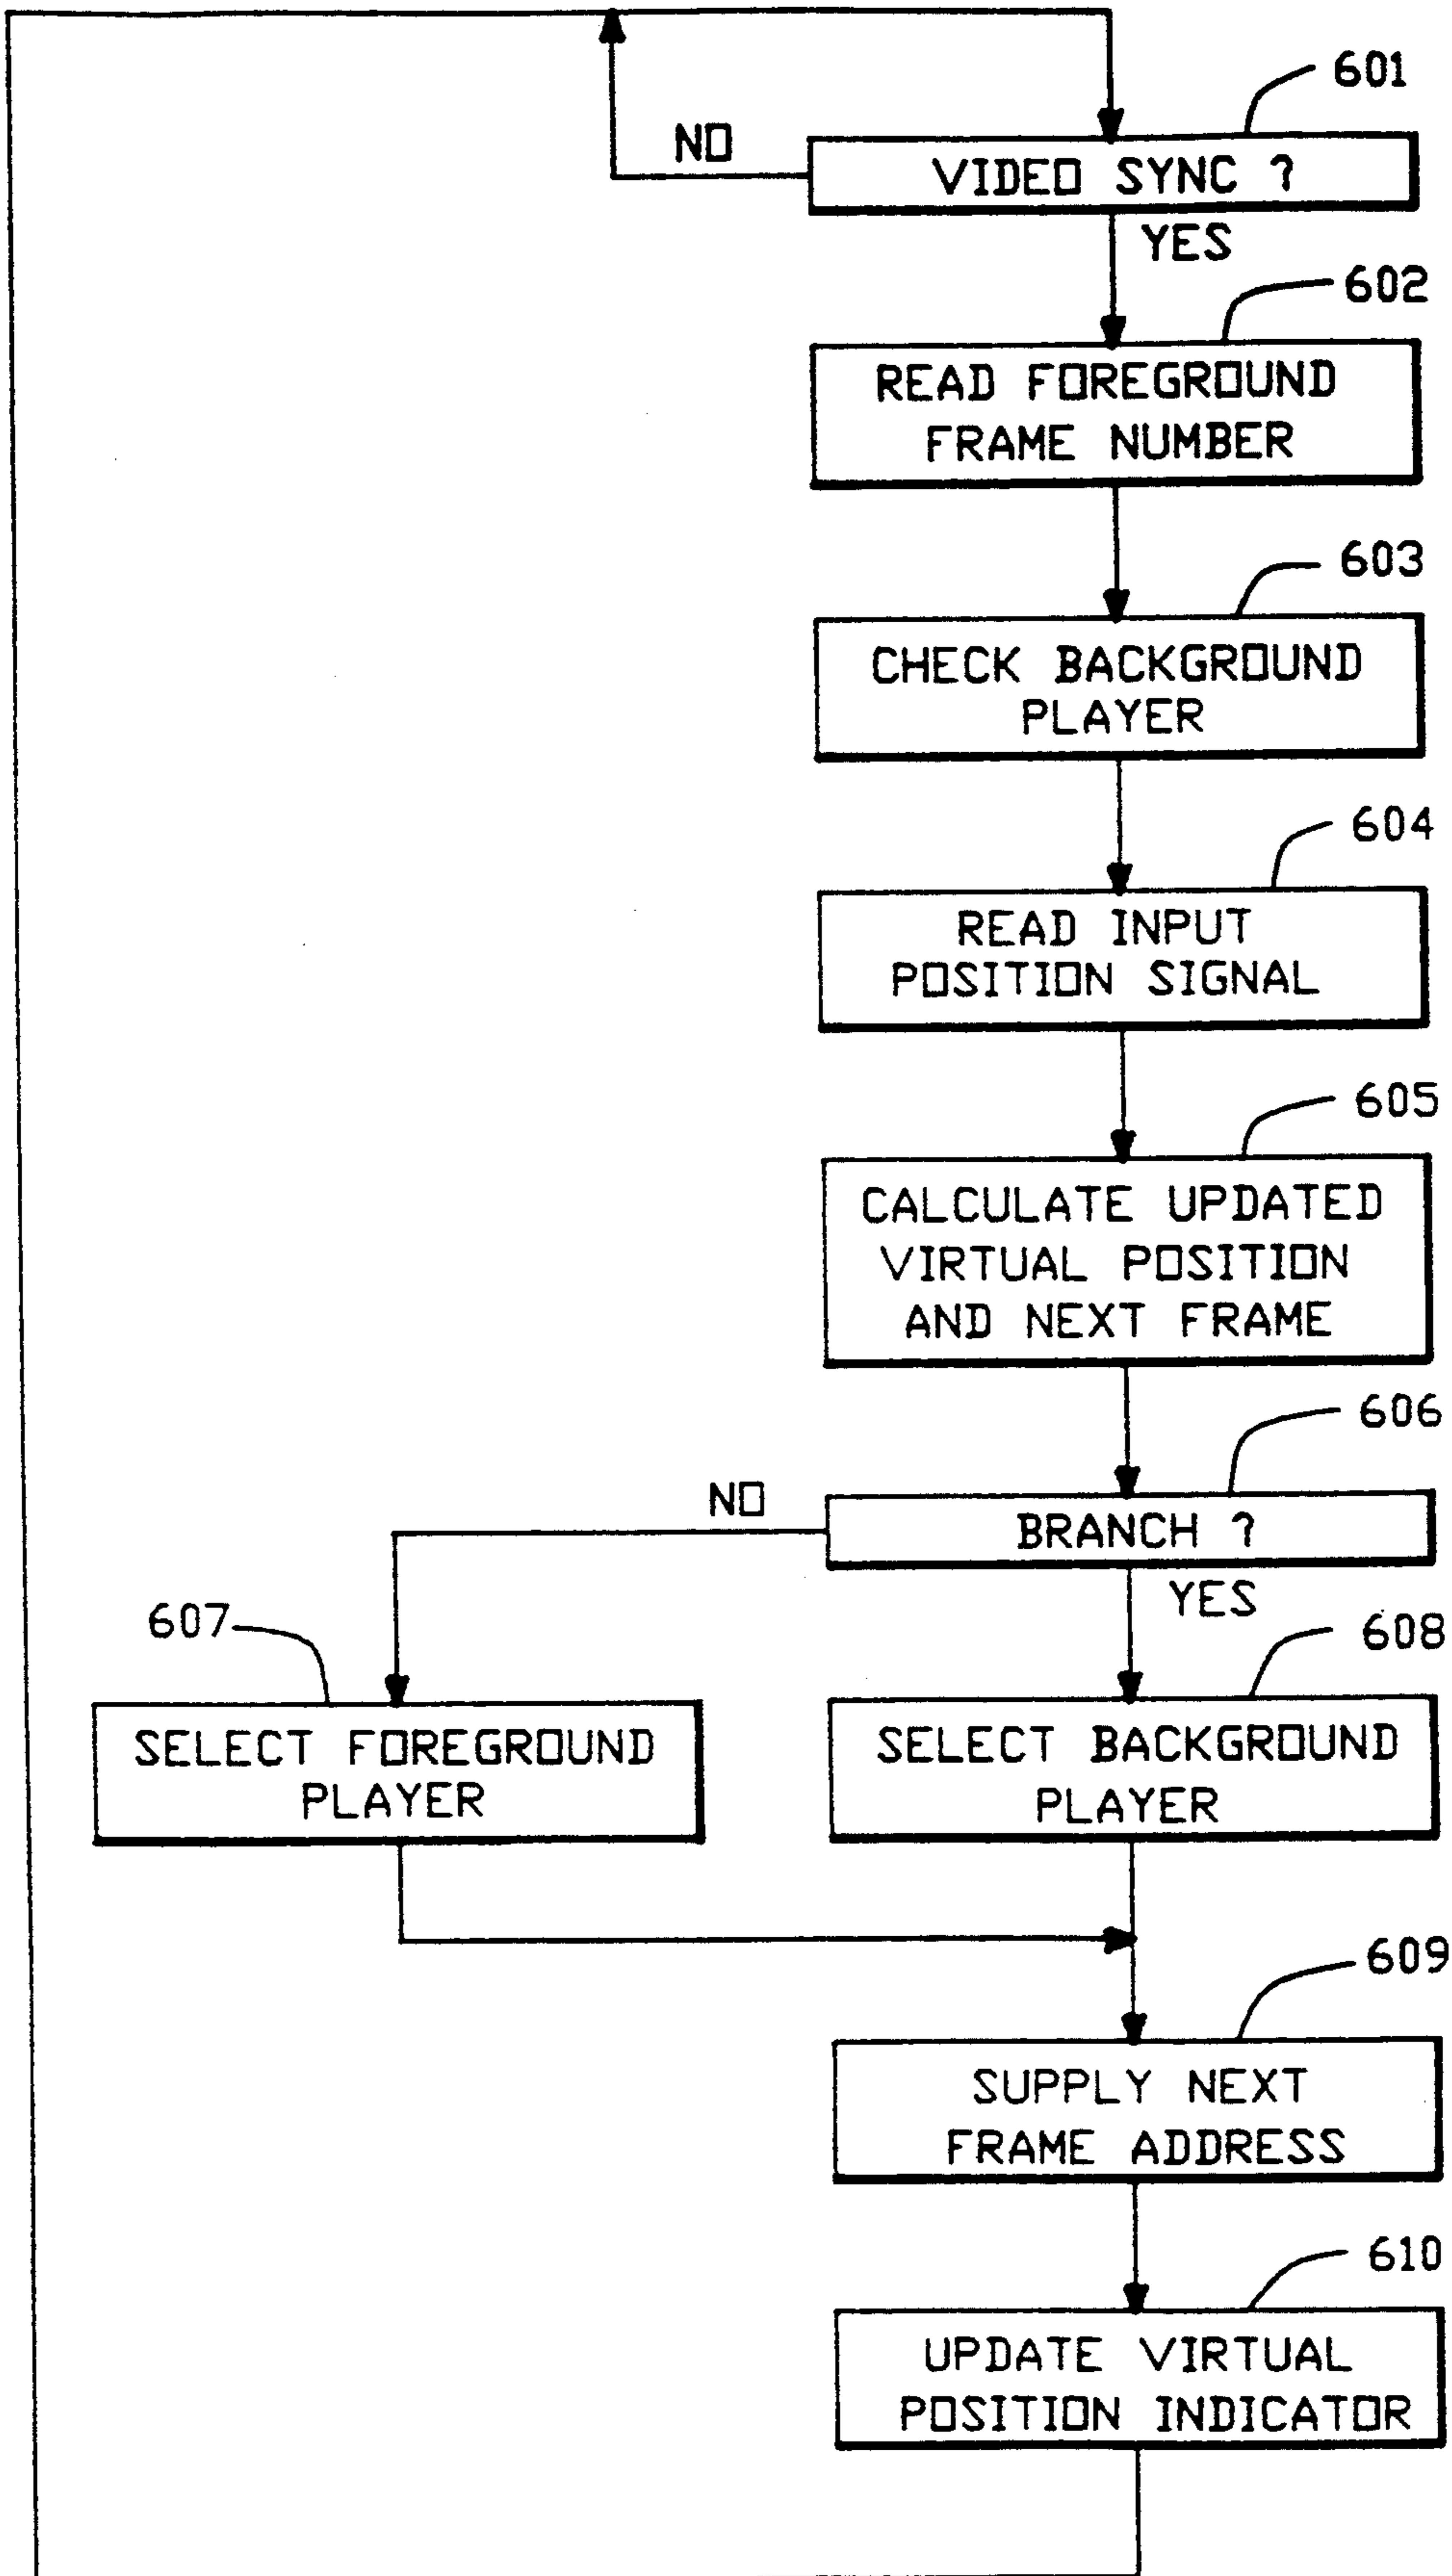 601
NO
VIDEO SYNC ?
YES
602
READ FOREGROUND
FRAME NUMBER
603
CHECK BACKGROUND
PLAYER
604
READ INPUT
POSITION SIGNAL
605
CALCULATE UPDATED
VIRTUAL POSITION
AND NEXT FRAME
606
NO
BRANCH ?
YES
607
608
SELECT FOREGROUND
PLAYER
SELECT BACKGROUND
PLAYER
609
SUPPLY NEXT
FRAME ADDRESS
610
UPDATE VIRTUAL
POSITION INDICATOR